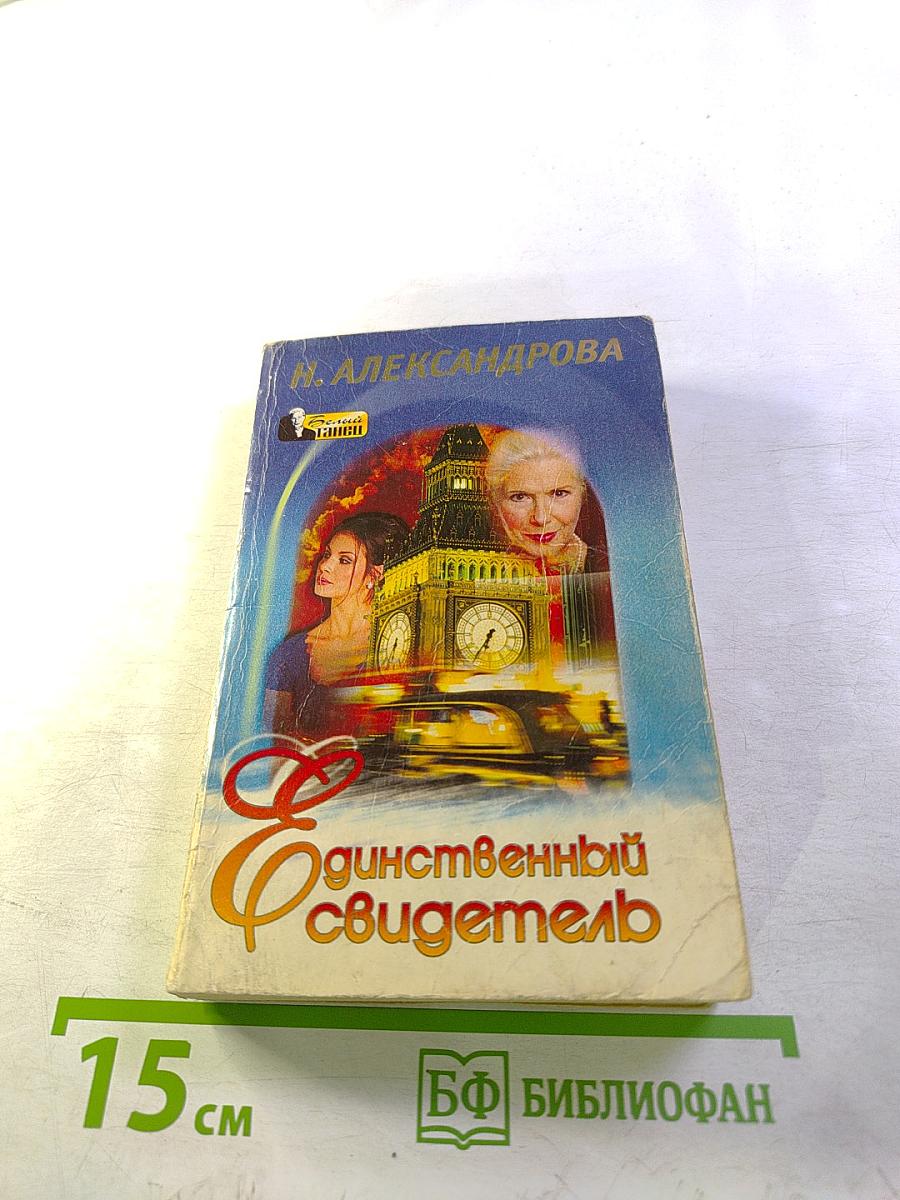 Н. АЛЕКСАНДРОВА
Белый
танец
Единственный
свидетель
15 см
БФ БИБЛИОФАН